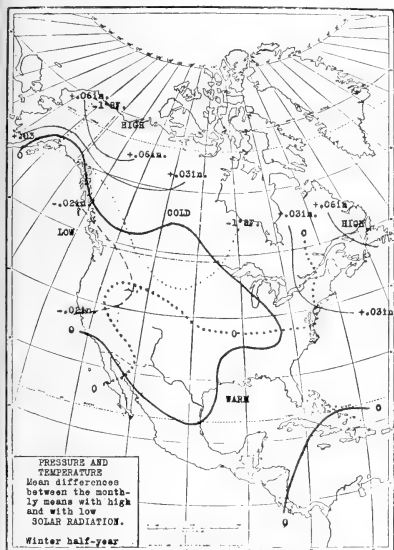 +.06in.
-1°F.
HIGH
+.03
0
+.06in.
+.03in.
-.02in.
COLD
+.06in.
-1°F.
+.03in.
LOW
0
HIGH
-.02in.
+.03in.
0
0
0
WARM
0
0
PRESSURE AND
TEMPERATURE
Mean differences
between the month-
ly means with high
and with low
SOLAR RADIATION.
Winter half-year